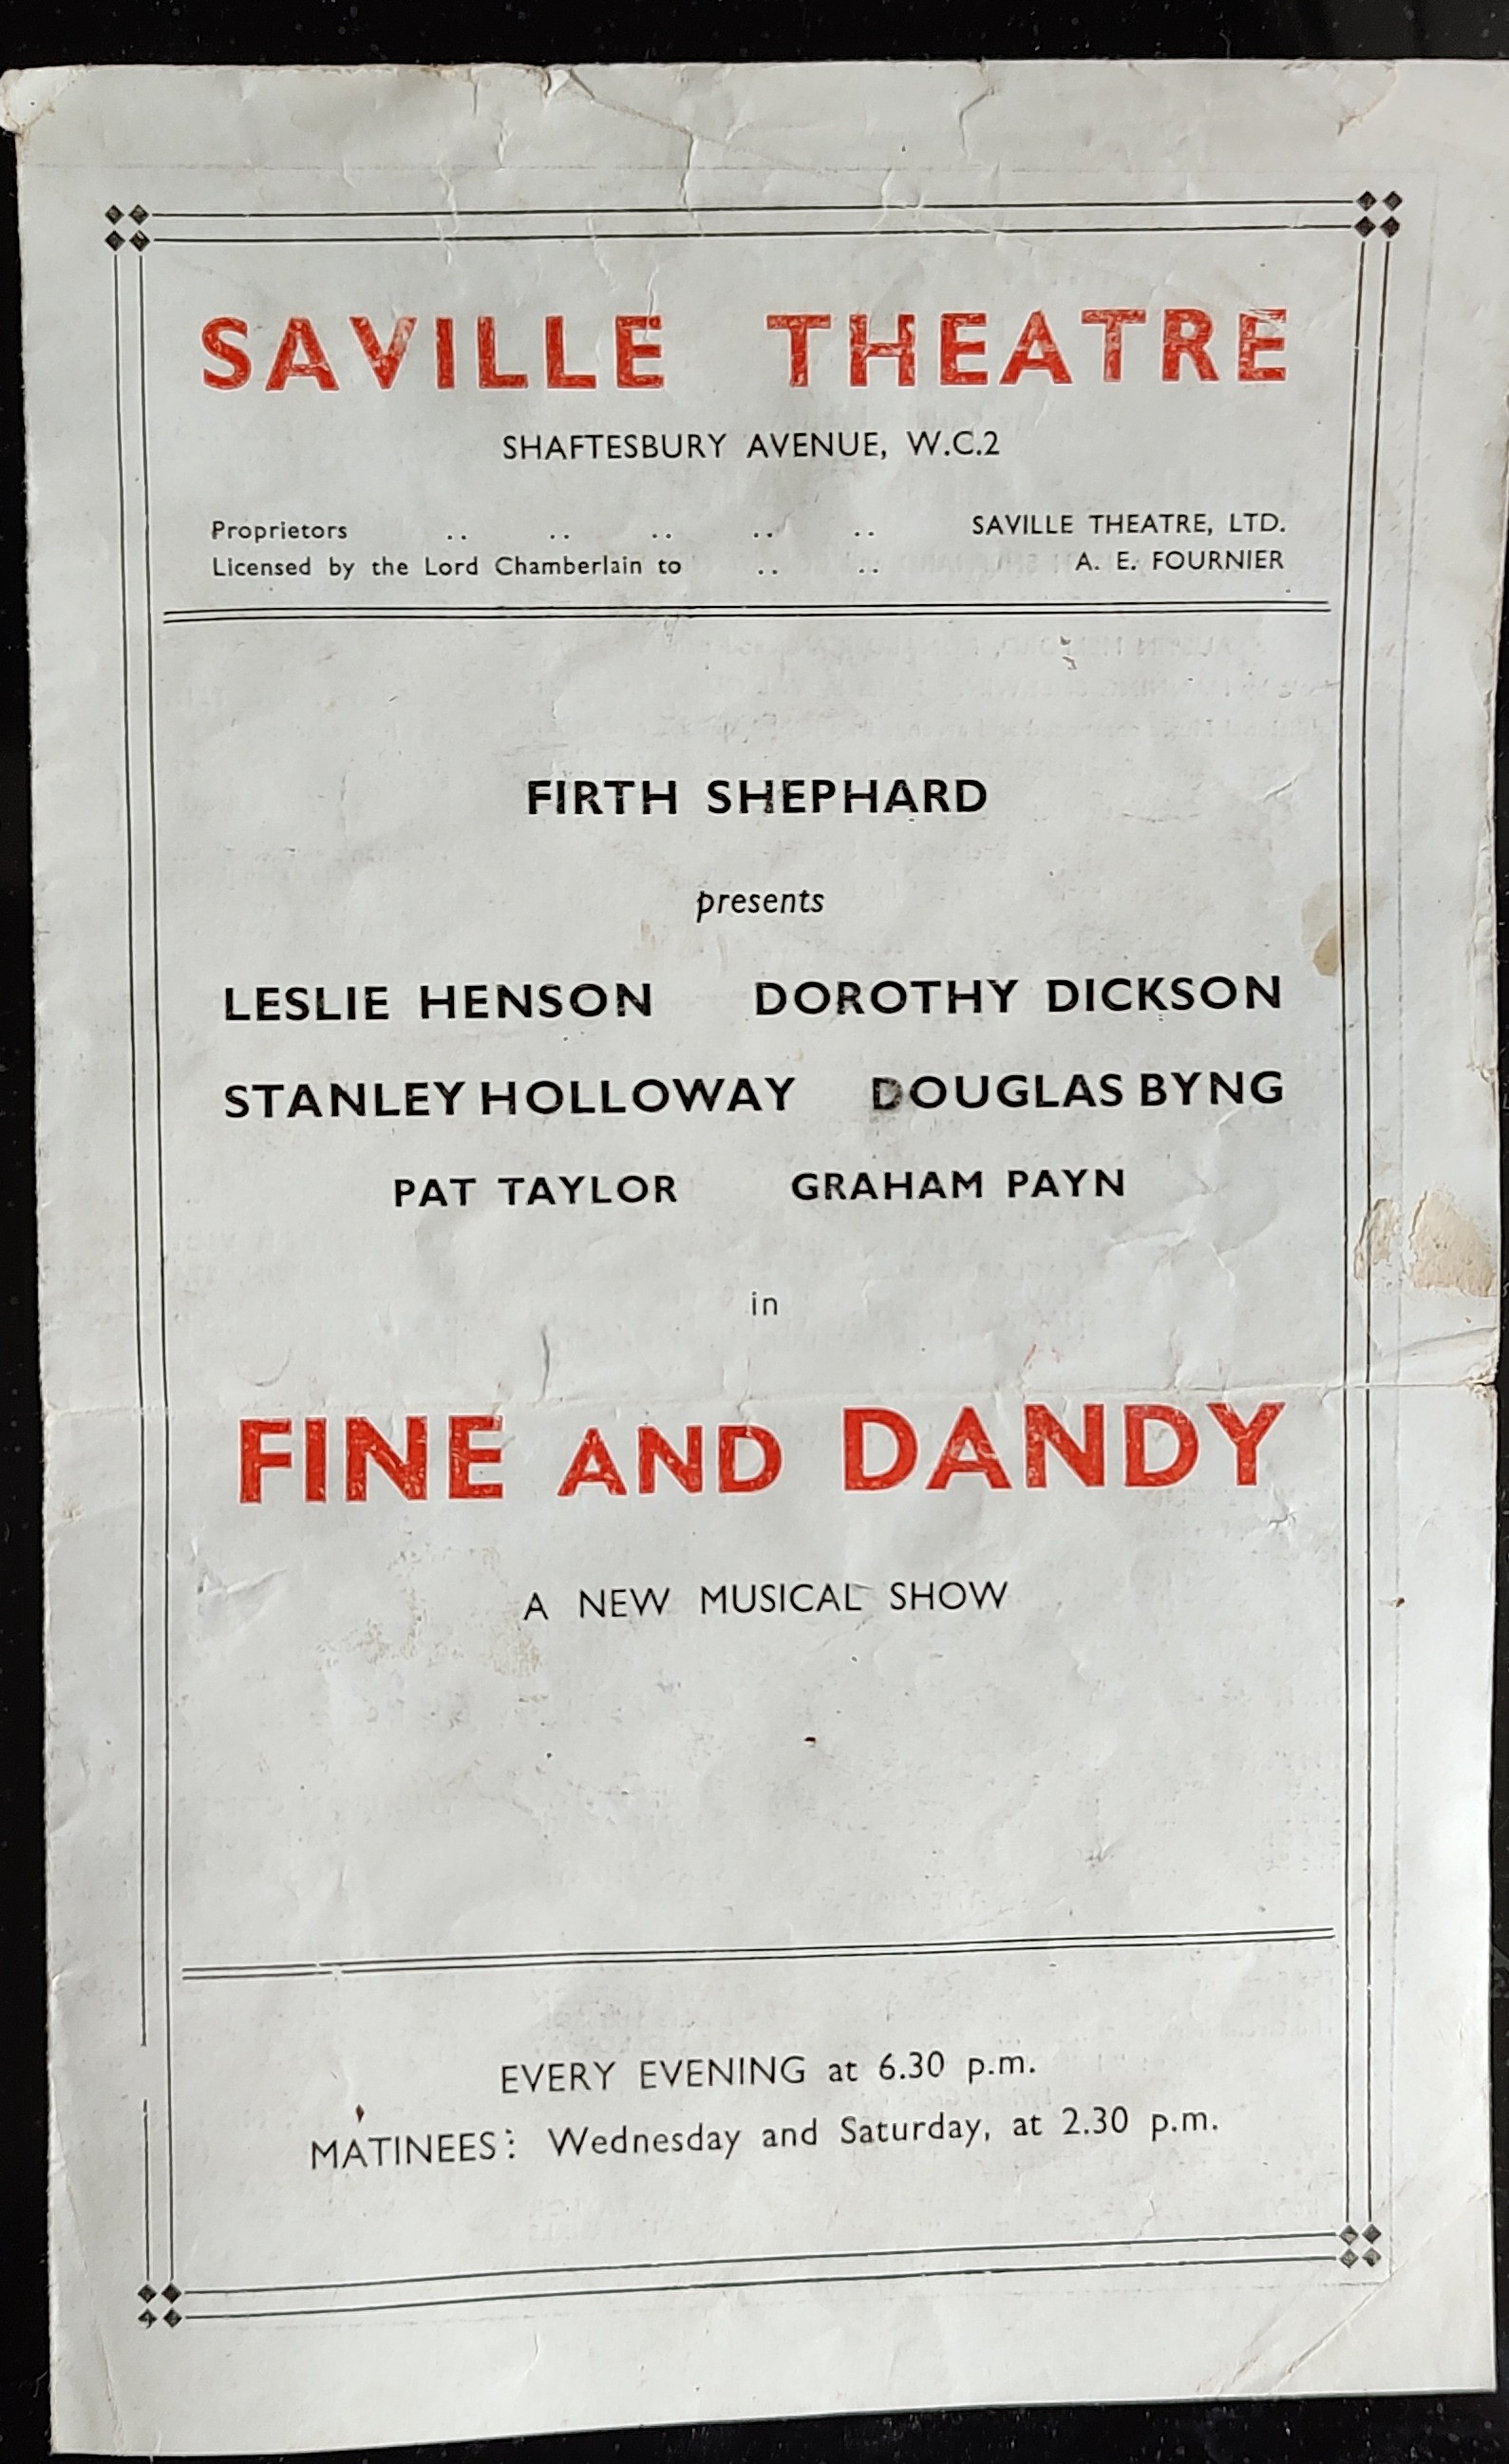 SAVILLE THEATRE
SHAFTESBURY AVENUE, W.C.2
Proprietors .. .. .. .. .. SAVILLE THEATRE, LTD.
Licensed by the Lord Chamberlain to .. .. A. E. FOURNIER
FIRTH SHEPHARD
presents
LESLIE HENSON DOROTHY DICKSON
STANLEY HOLLOWAY DOUGLAS BYNG
PAT TAYLOR GRAHAM PAYN
in
FINE AND DANDY
A NEW MUSICAL SHOW
EVERY EVENING at 6.30 p.m.
MATINEES: Wednesday and Saturday, at 2.30 p.m.